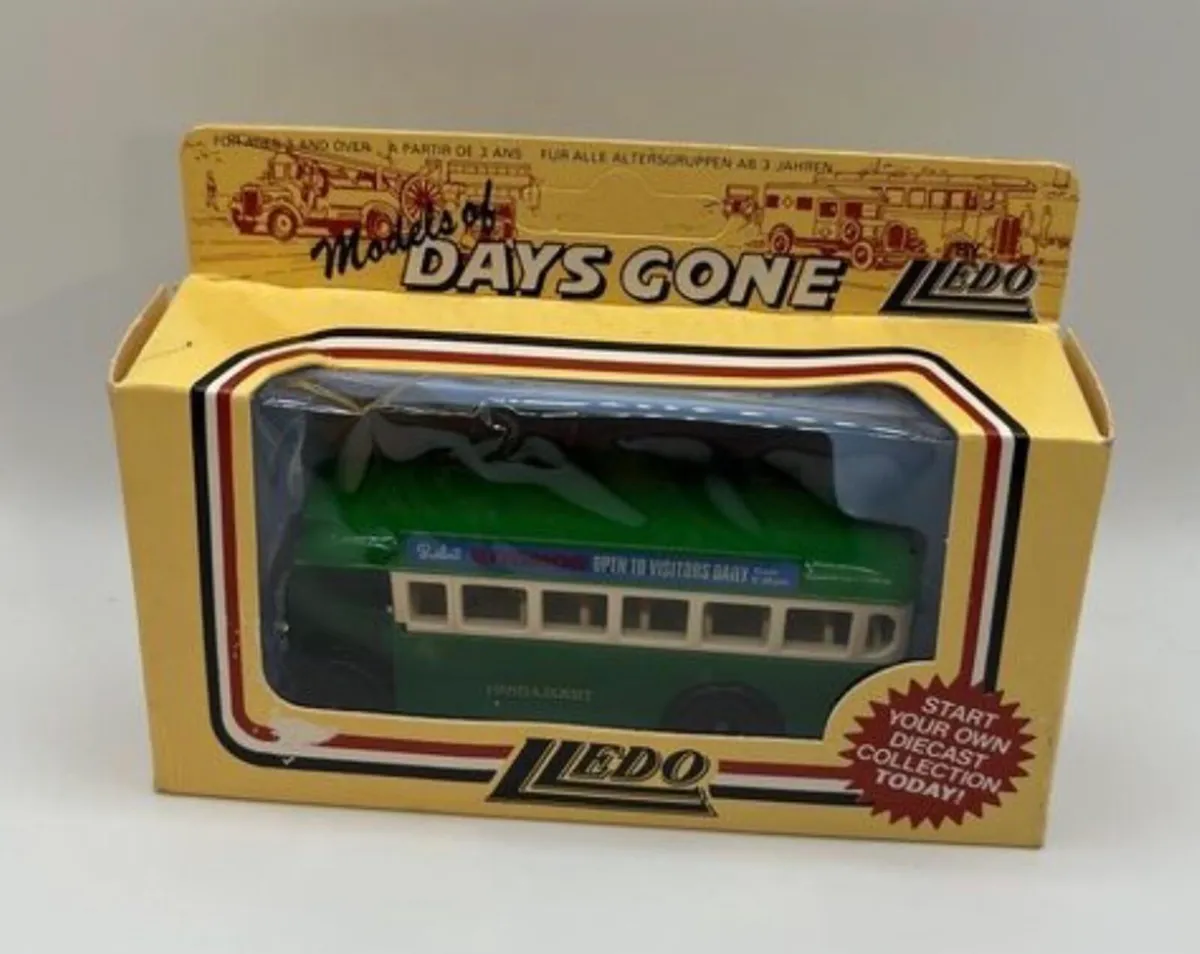 FOR AGES 3 AND OVER A PARTIR DE 3 ANS FÜR ALLE ALTERSGRUPPEN AB 3 JAHREN
Models of
DAYS GONE
BY
LLEDO
OPEN TO VISITORS DAILY
START
YOUR OWN
DIECAST
COLLECTION
TODAY!
LLEDO